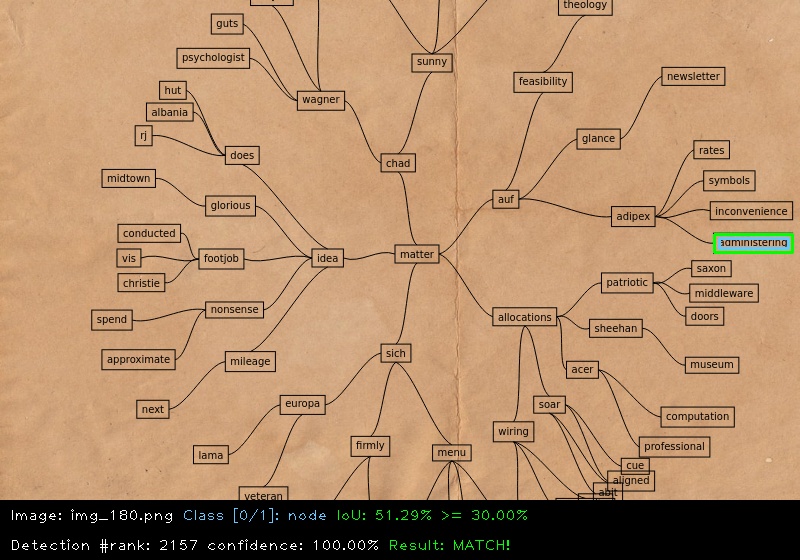 theology
guts
sunny
psychologist
feasibility
newsletter
hut
wagner
albania
rj
glance
does
rates
chad
midtown
symbols
auf
glorious
inconvenience
adipex
conducted
administering
vis
footjob
idea
matter
saxon
christie
patriotic
middleware
nonsense
spend
allocations
doors
sheehan
sich
approximate
mileage
museum
acer
next
europa
soar
computation
wiring
firmly
professional
lama
menu
cue
aligned
abit
veteran
Image: img_180.png Class [0/1]: node IoU: 51.29% >= 30.00%
Detection #rank: 2157 confidence: 100.00% Result: MATCH!